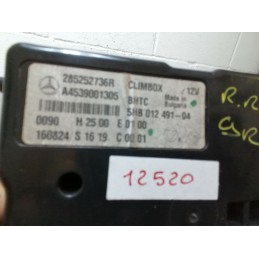 285252736R CLIMBOX / 12V
A4539001305 BHTC Made in Bulgaria
5HB 012 491-04
0090 H 25 00 E 01 00
160824 S 16 19 C 00 01
12520
R.R